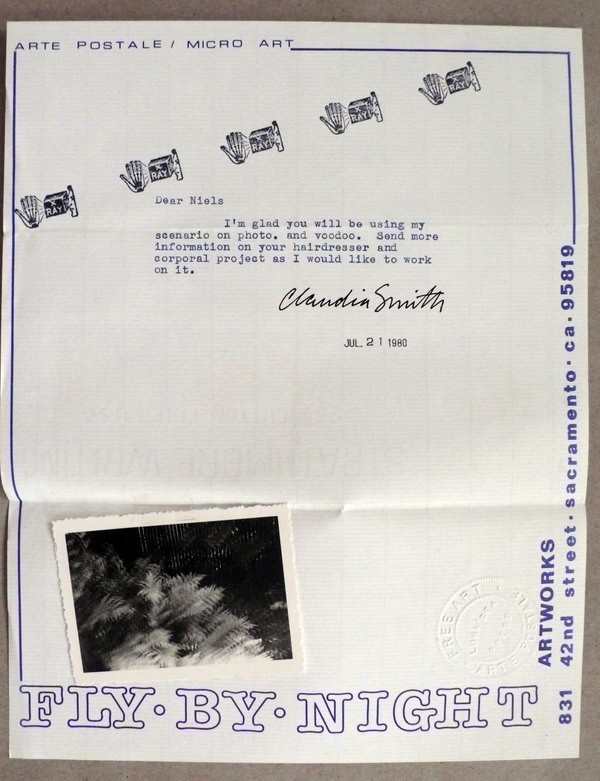 ARTE POSTALE / MICRO ART
X RAY
X RAY
X RAY
X RAY
X RAY
Dear Niels
I'm glad you will be using my
scenario on photo. and voodoo. Send more
information on your hairdresser and
corporal project as I would like to work
on it.
Claudia Smith
JUL. 21 1980
ARTWORKS
831 42nd street · sacramento · ca · 95819
FREE ART
ARTE POSTALE
FLY·BY·NIGHT